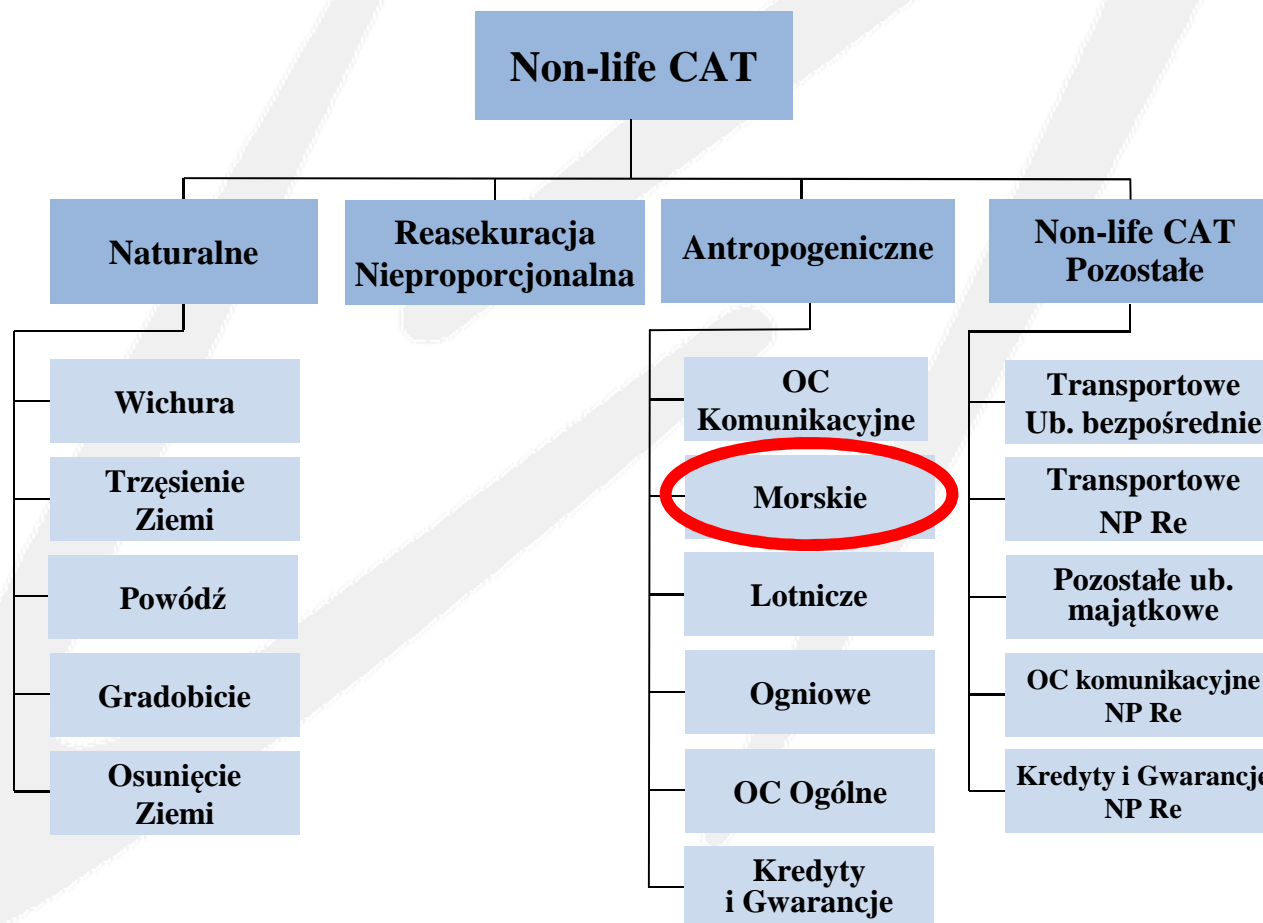 Non-life CAT
Naturalne
Reasekuracja
Nieproporcjonalna
Antropogeniczne
Non-life CAT
Pozostałe
Wichura
Trzęsienie
Ziemi
Powódź
Gradobicie
Osunięcie
Ziemi
OC
Komunikacyjne
Morskie
Lotnicze
Ogniowe
OC Ogólne
Kredyty
i Gwarancje
Transportowe
Ub. bezpośrednie
Transportowe
NP Re
Pozostałe ub.
majątkowe
OC komunikacyjne
NP Re
Kredyty i Gwarancje
NP Re